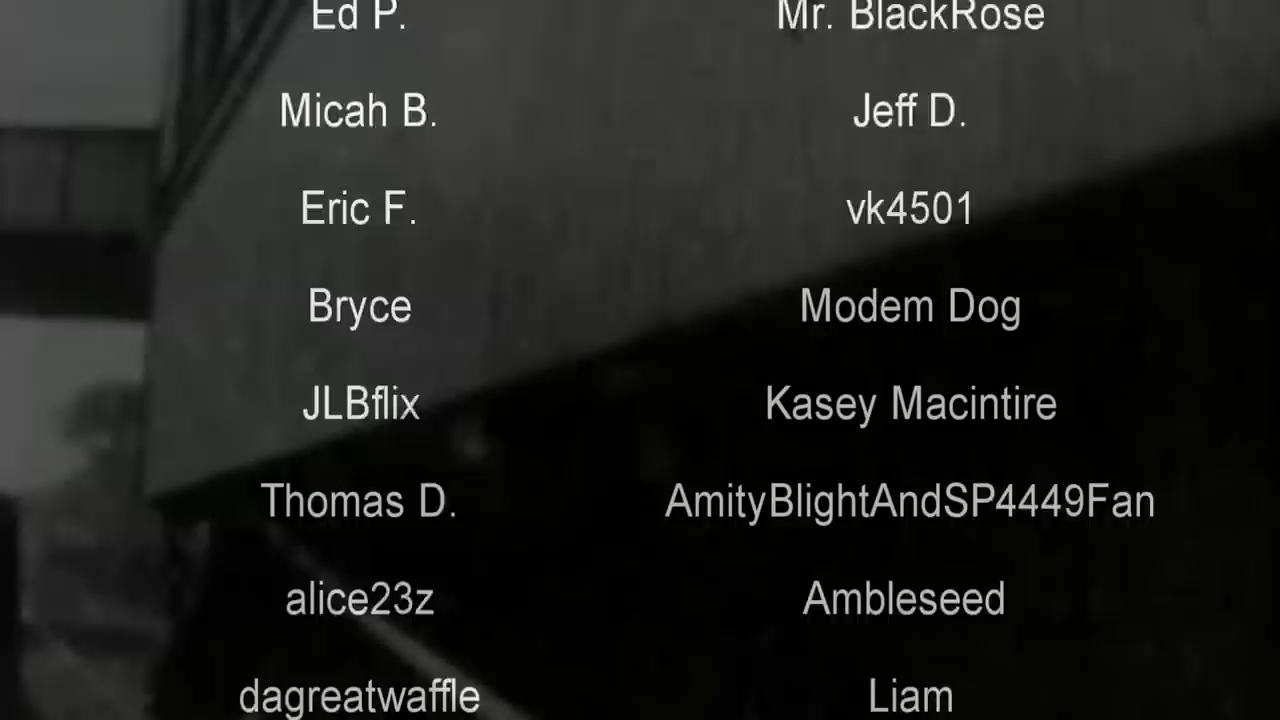 Ed P.
Mr. BlackRose
Micah B.
Jeff D.
Eric F.
vk4501
Bryce
Modem Dog
JLBflix
Kasey Macintire
Thomas D.
AmityBlightAndSP4449Fan
alice23z
Ambleseed
dagreatwaffle
Liam